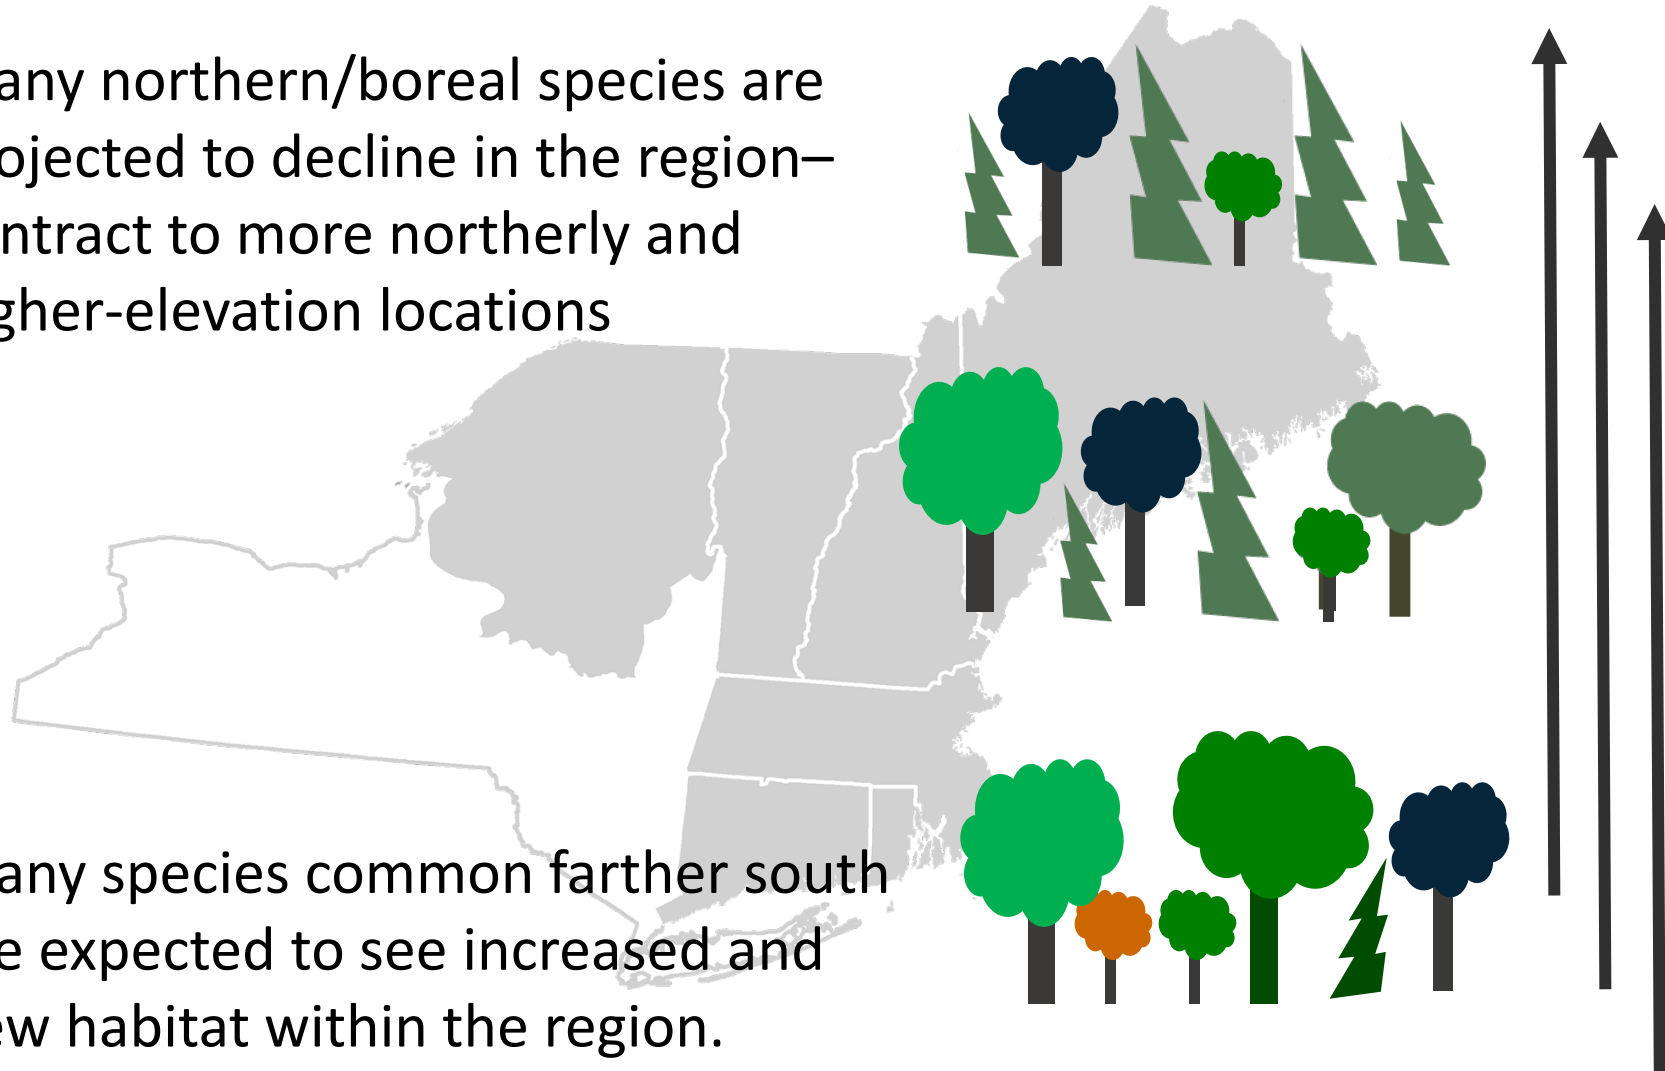 any northern/boreal species are
ojected to decline in the region–
ntract to more northerly and
gher-elevation locations
any species common farther south
e expected to see increased and
ew habitat within the region.